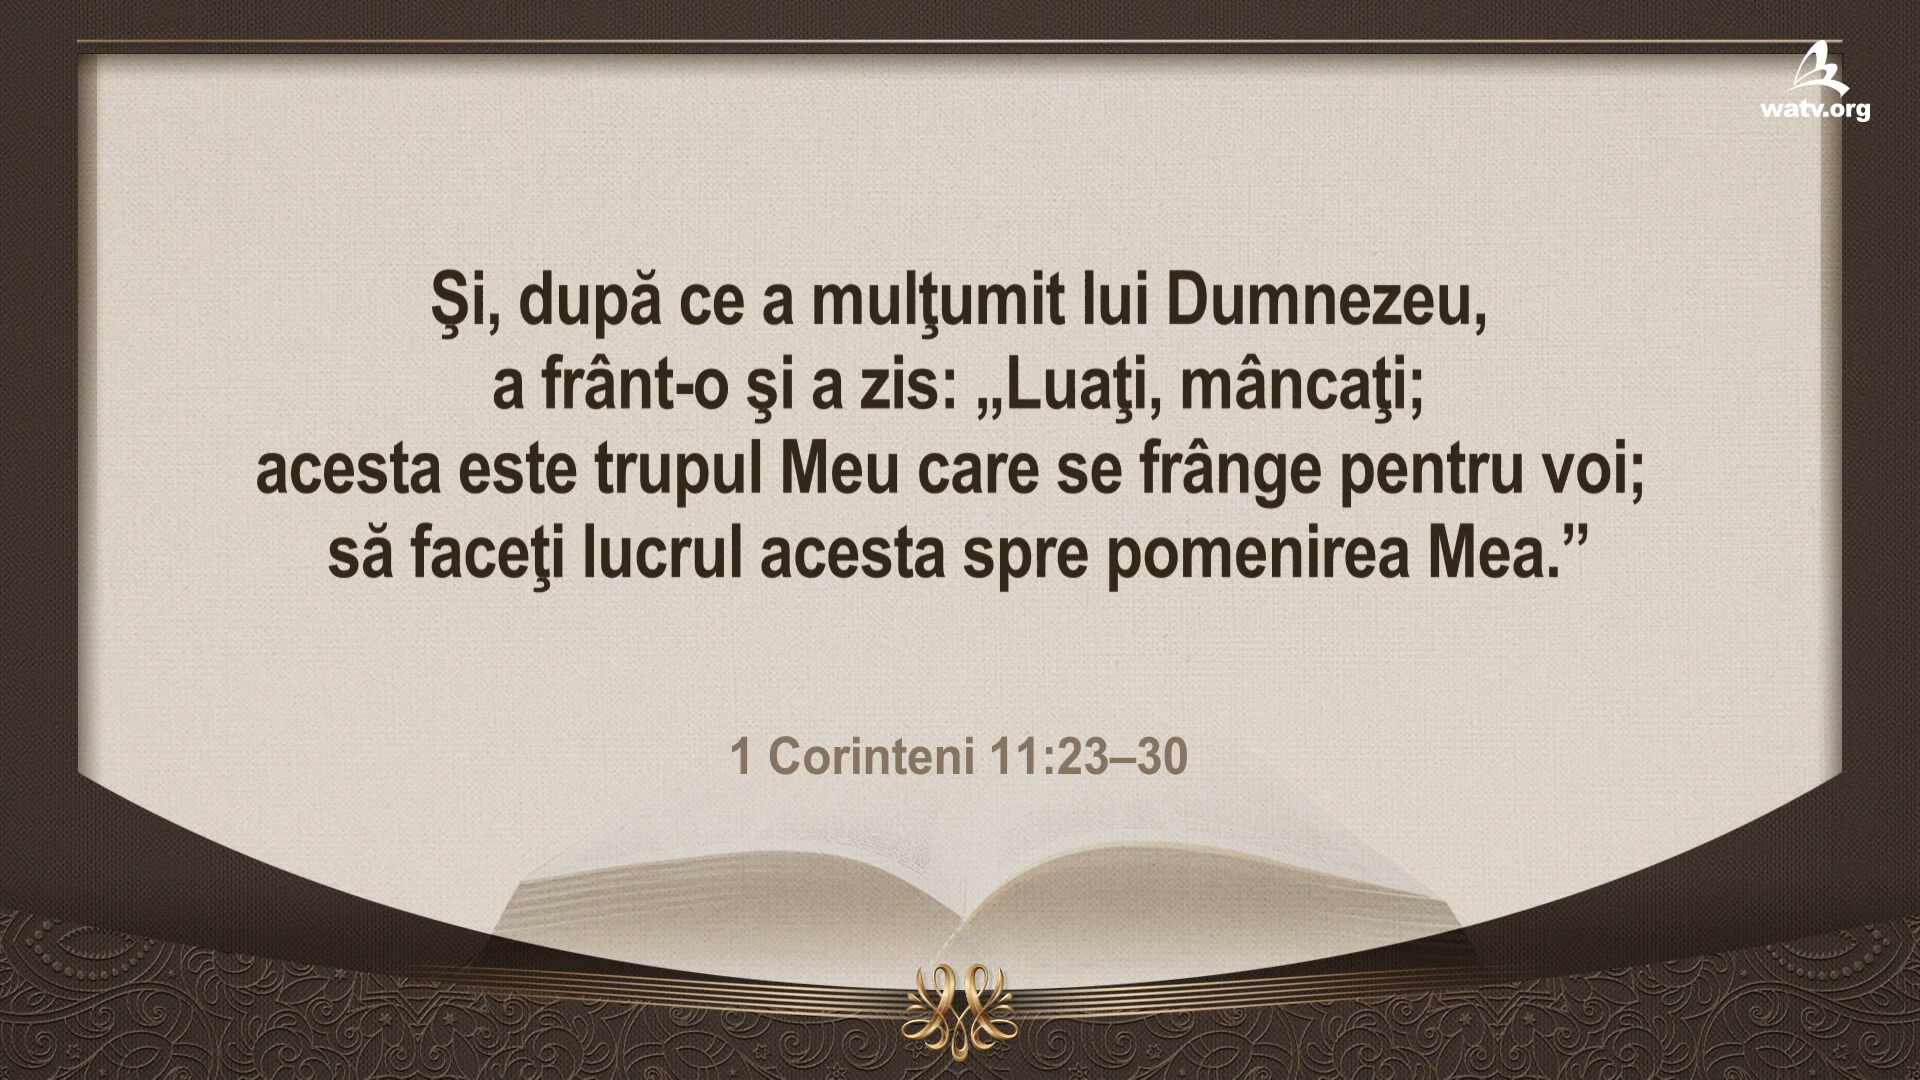 watv.org
Şi, după ce a mulţumit lui Dumnezeu,
a frânt-o şi a zis: „Luaţi, mâncaţi;
acesta este trupul Meu care se frânge pentru voi;
să faceţi lucrul acesta spre pomenirea Mea.”
1 Corinteni 11:23–30